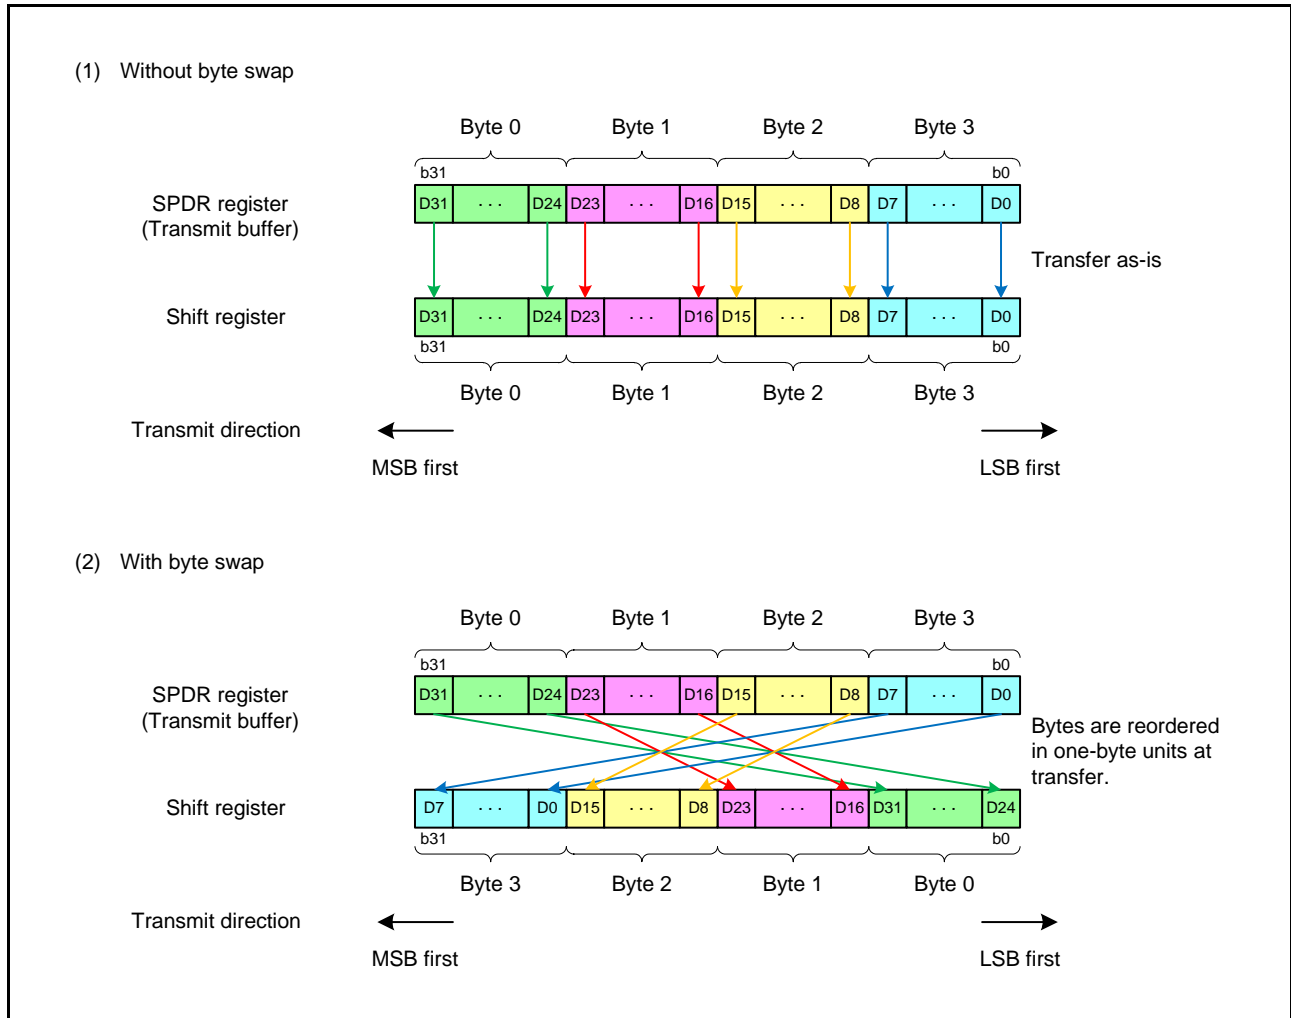 (1) Without byte swap
Byte 0 Byte 1 Byte 2 Byte 3
b31 b0
SPDR register
(Transmit buffer)
D31 ... D24 D23 ... D16 D15 ... D8 D7 ... D0
Transfer as-is
Shift register
D31 ... D24 D23 ... D16 D15 ... D8 D7 ... D0
b31 b0
Byte 0 Byte 1 Byte 2 Byte 3
Transmit direction
MSB first LSB first
(2) With byte swap
Byte 0 Byte 1 Byte 2 Byte 3
b31 b0
SPDR register
(Transmit buffer)
D31 ... D24 D23 ... D16 D15 ... D8 D7 ... D0
Bytes are reordered
in one-byte units at
transfer.
Shift register
D7 ... D0 D15 ... D8 D23 ... D16 D31 ... D24
b31 b0
Byte 3 Byte 2 Byte 1 Byte 0
Transmit direction
MSB first LSB first